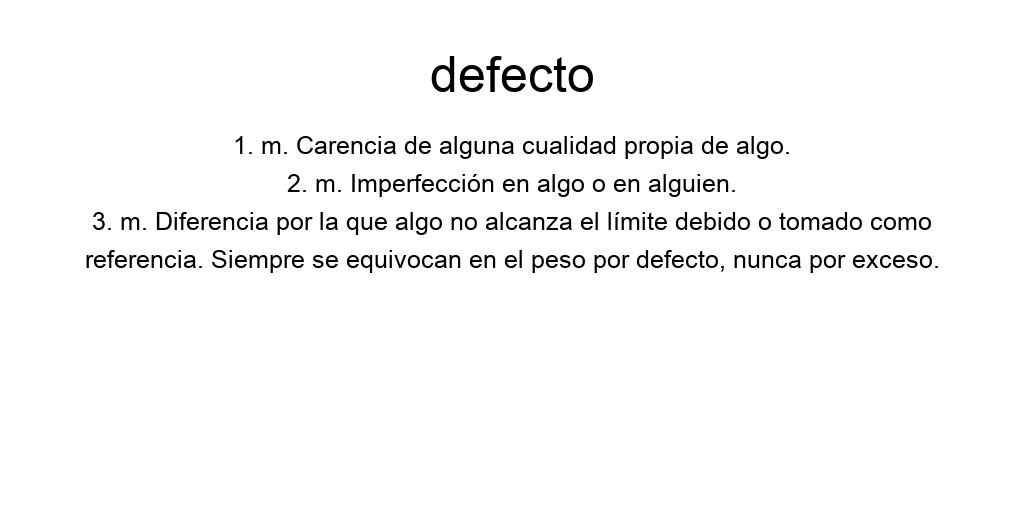 defecto
1. m. Carencia de alguna cualidad propia de algo.
2. m. Imperfección en algo o en alguien.
3. m. Diferencia por la que algo no alcanza el límite debido o tomado como
referencia. Siempre se equivocan en el peso por defecto, nunca por exceso.